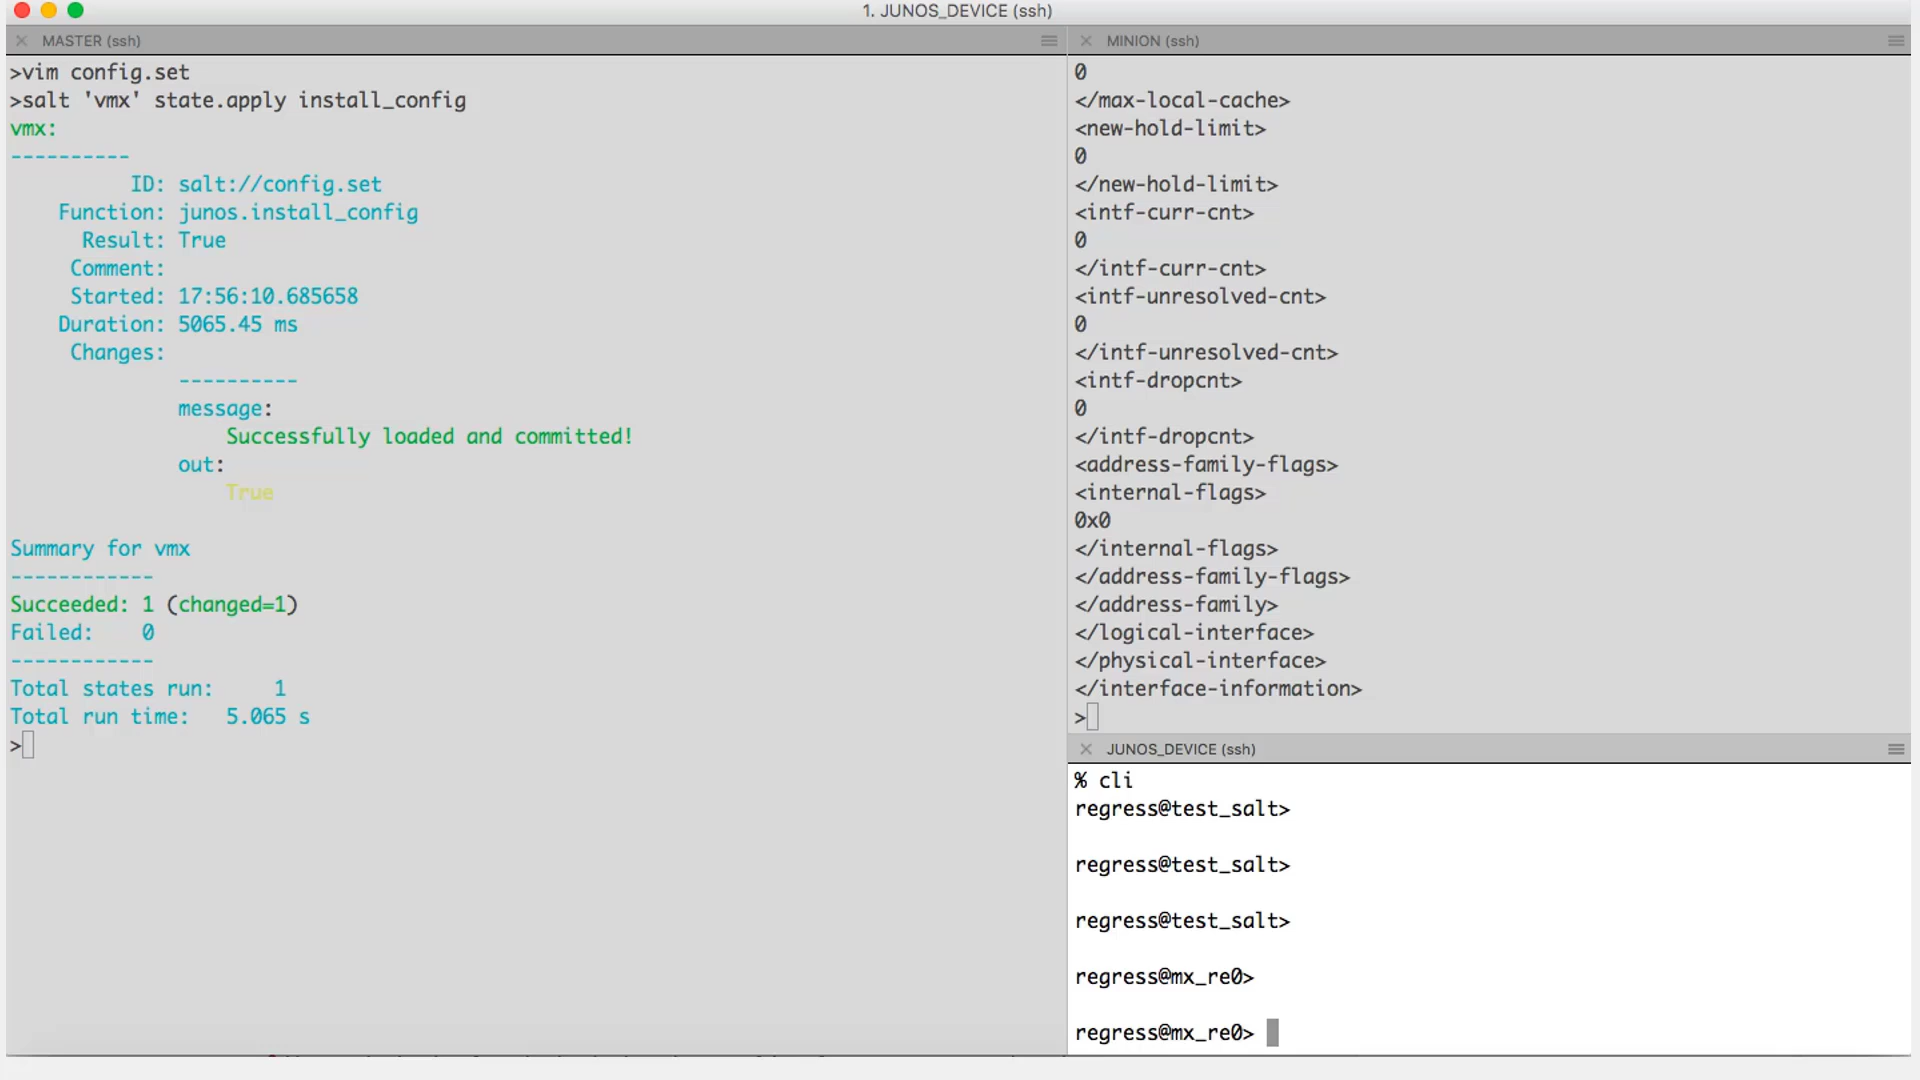 1. JUNOS_DEVICE (ssh)
MASTER (ssh)
>vim config.set
>salt 'vmx' state.apply install_config
vmx:
----------
          ID: salt://config.set
    Function: junos.install_config
      Result: True
     Comment:
     Started: 17:56:10.685658
    Duration: 5065.45 ms
     Changes:
              ----------
              message:
                  Successfully loaded and committed!
              out:
                  True
Summary for vmx
------------
Succeeded: 1 (changed=1)
Failed:    0
------------
Total states run:     1
Total run time:   5.065 s
>
MINION (ssh)
0
</max-local-cache>
<new-hold-limit>
0
</new-hold-limit>
<intf-curr-cnt>
0
</intf-curr-cnt>
<intf-unresolved-cnt>
0
</intf-unresolved-cnt>
<intf-dropcnt>
0
</intf-dropcnt>
<address-family-flags>
<internal-flags>
0x0
</internal-flags>
</address-family-flags>
</address-family>
</logical-interface>
</physical-interface>
</interface-information>
>
JUNOS_DEVICE (ssh)
% cli
regress@test_salt>
regress@test_salt>
regress@test_salt>
regress@mx_re0>
regress@mx_re0>